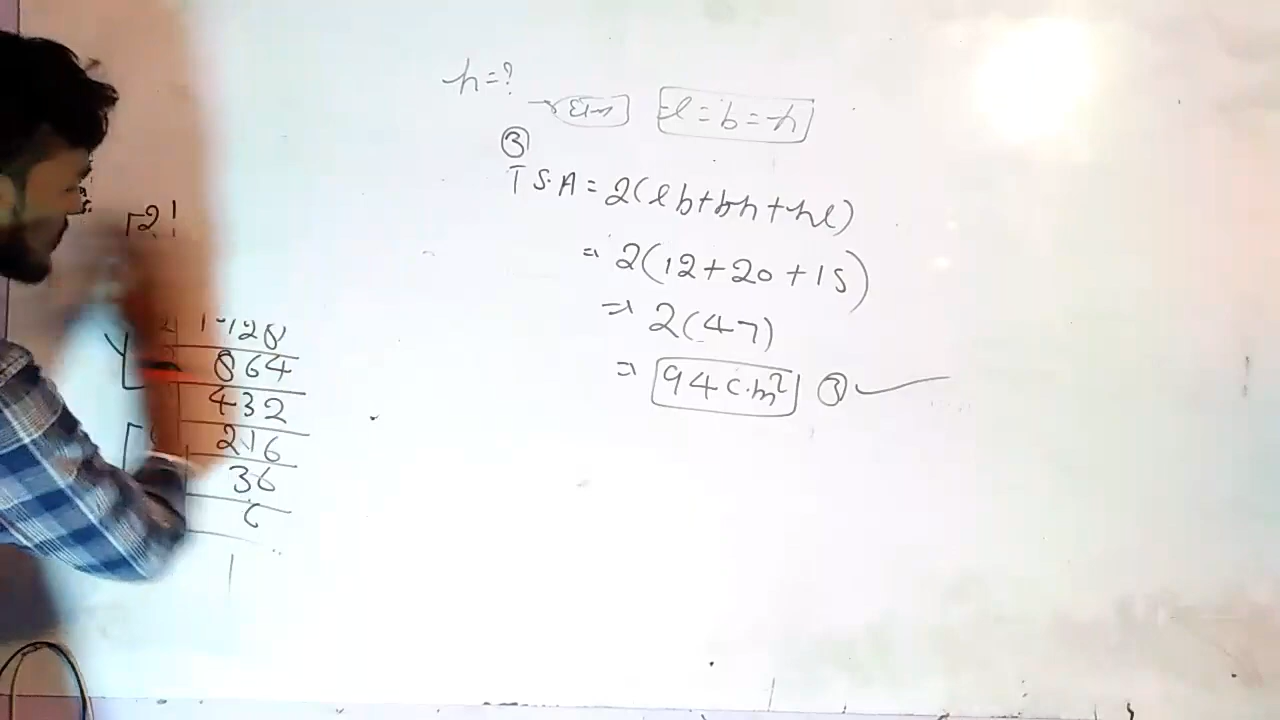 h=?
→ घन l=b=h
③
T S.A = 2(lb+bh+hl)
= 2(12+20+15)
⇒ 2(47)
⇒ 94 c.m² ③
1728
864
432
216
36
6
1